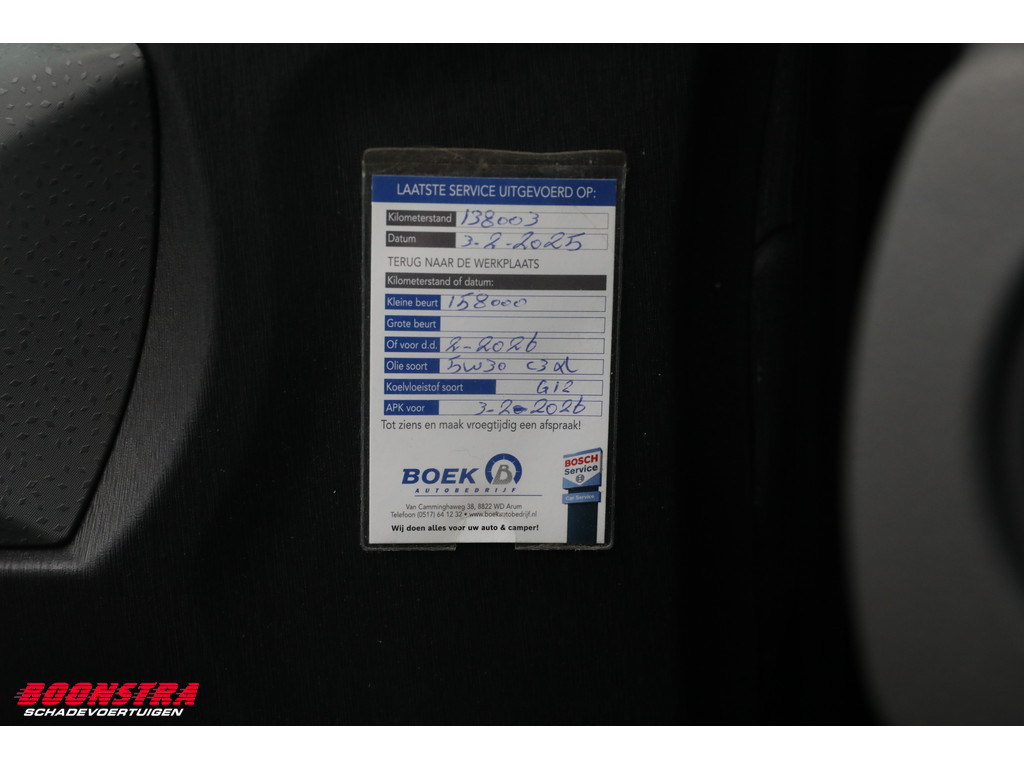 LAATSTE SERVICE UITGEVOERD OP:
Kilometerstand 138003
Datum 3-2-2025
TERUG NAAR DE WERKPLAATS
Kilometerstand of datum:
Kleine beurt 158000
Grote beurt
Of voor d.d. 2-2026
Olie soort 5W30 C3
Koelvloeistof soort G12
APK voor 3-2-2026
Tot ziens en maak vroegtijdig een afspraak!
BOEK B
AUTOBEDRIJF
BOSCH
Service
Car Service
Van Camminghaweg 38, 8822 WD Arum
Telefoon (0517) 64 12 32 • www.boekautobedrijf.nl
Wij doen alles voor uw auto & camper!
BOONSTRA
SCHADEVOERTUIGEN